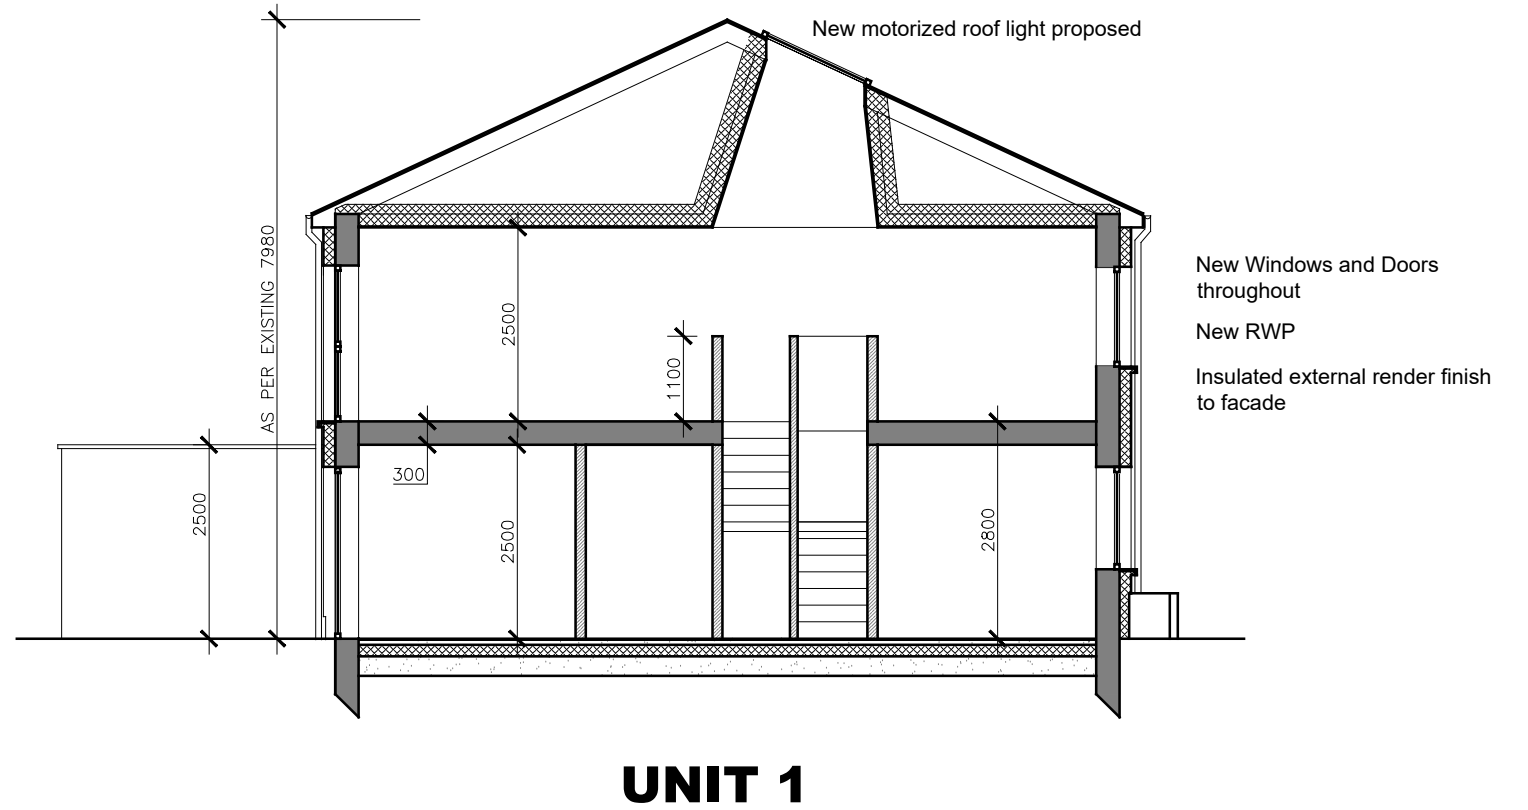 New motorized roof light proposed
AS PER EXISTING 7980
New Windows and Doors
throughout
2500
New RWP
1100
Insulated external render finish
to facade
300
2500
2500
2800
UNIT 1